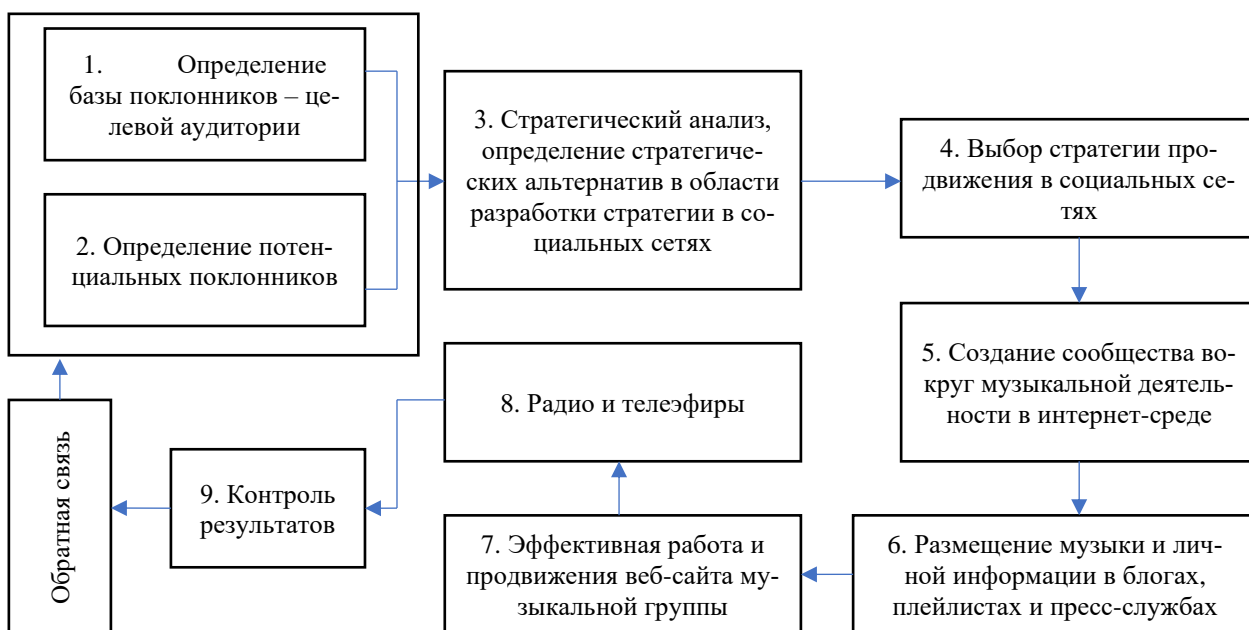 1. Определение
базы поклонников – це-
левой аудитории
2. Определение потен-
циальных поклонников
3. Стратегический анализ,
определение стратегиче-
ских альтернатив в области
разработки стратегии в со-
циальных сетях
4. Выбор стратегии про-
движения в социальных се-
тях
5. Создание сообщества во-
круг музыкальной деятель-
ности в интернет-среде
6. Размещение музыки и лич-
ной информации в блогах,
плейлистах и пресс-службах
7. Эффективная работа и
продвижения веб-сайта му-
зыкальной группы
8. Радио и телеэфиры
9. Контроль
результатов
Обратная связь